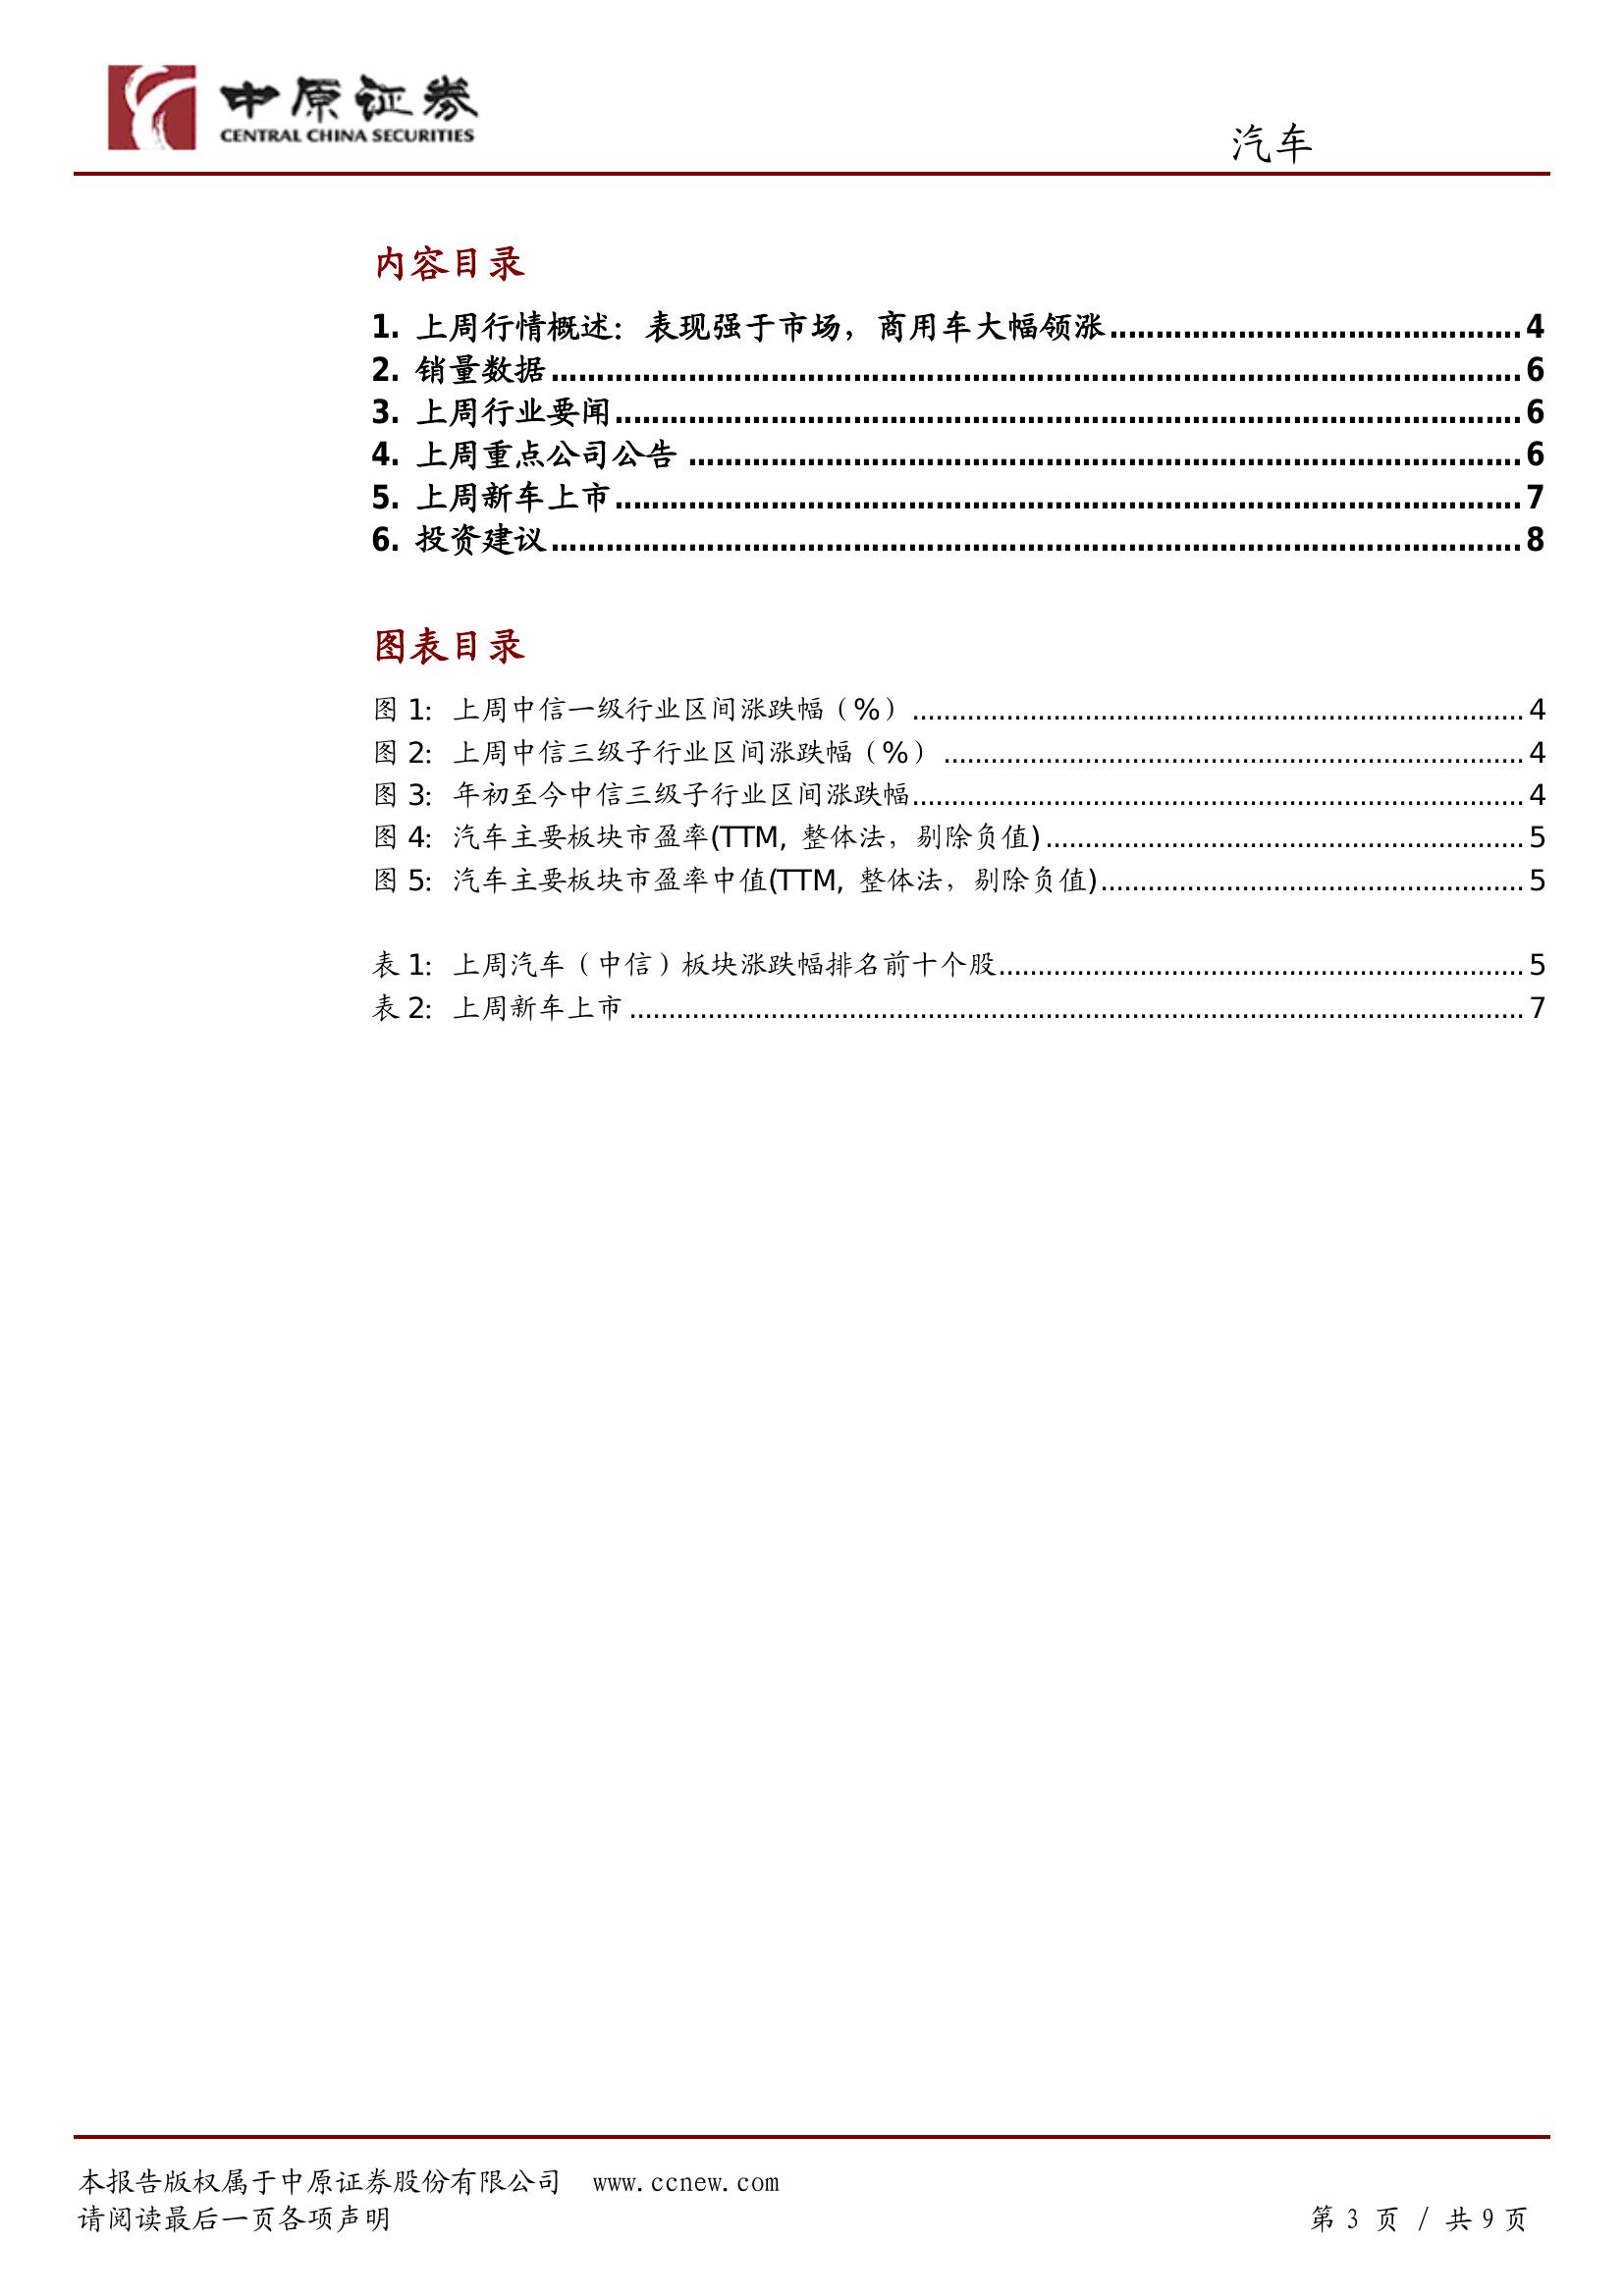 中原证券
CENTRAL CHINA SECURITIES
汽车
内容目录
1. 上周行情概述：表现强于市场，商用车大幅领涨....................4
2. 销量数据....................6
3. 上周行业要闻....................6
4. 上周重点公司公告....................6
5. 上周新车上市....................7
6. 投资建议....................8
图表目录
图 1: 上周中信一级行业区间涨跌幅（%）....................4
图 2: 上周中信三级子行业区间涨跌幅（%）....................4
图 3: 年初至今中信三级子行业区间涨跌幅....................4
图 4: 汽车主要板块市盈率(TTM, 整体法，剔除负值)....................5
图 5: 汽车主要板块市盈率中值(TTM, 整体法，剔除负值)....................5
表 1: 上周汽车（中信）板块涨跌幅排名前十个股....................5
表 2: 上周新车上市....................7
本报告版权属于中原证券股份有限公司 www.ccnew.com
请阅读最后一页各项声明
第 3 页 / 共 9 页